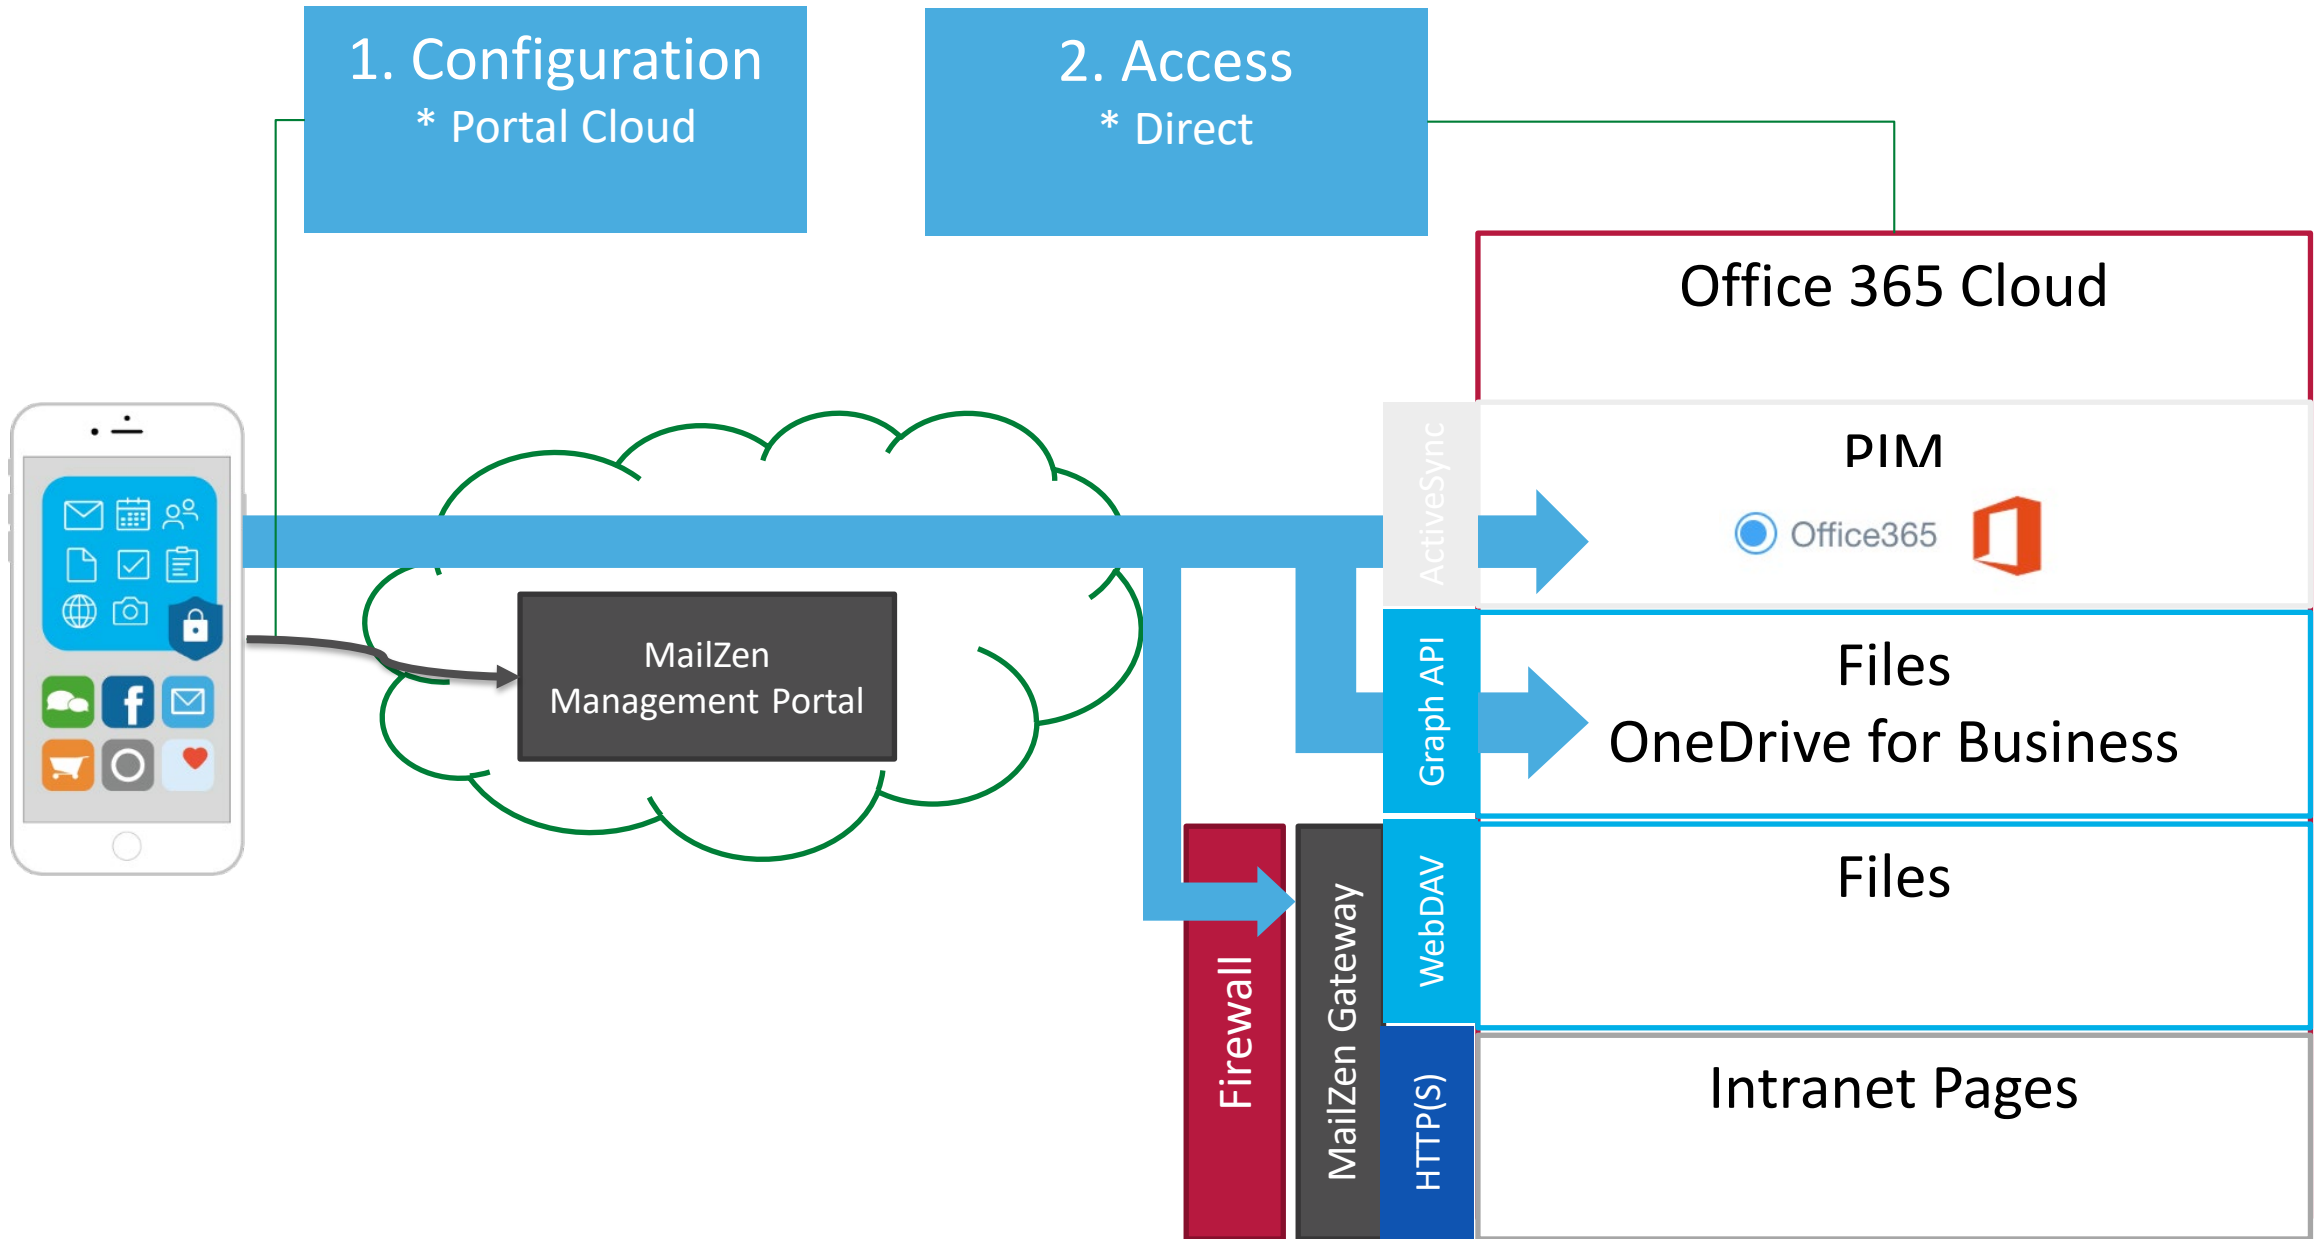 1. Configuration
* Portal Cloud
2. Access
* Direct
Office 365 Cloud
ActiveSync
PIM
Office365
MailZen
Management Portal
Graph API
Files
OneDrive for Business
Firewall
MailZen Gateway
WebDAV
Files
HTTP(S)
Intranet Pages